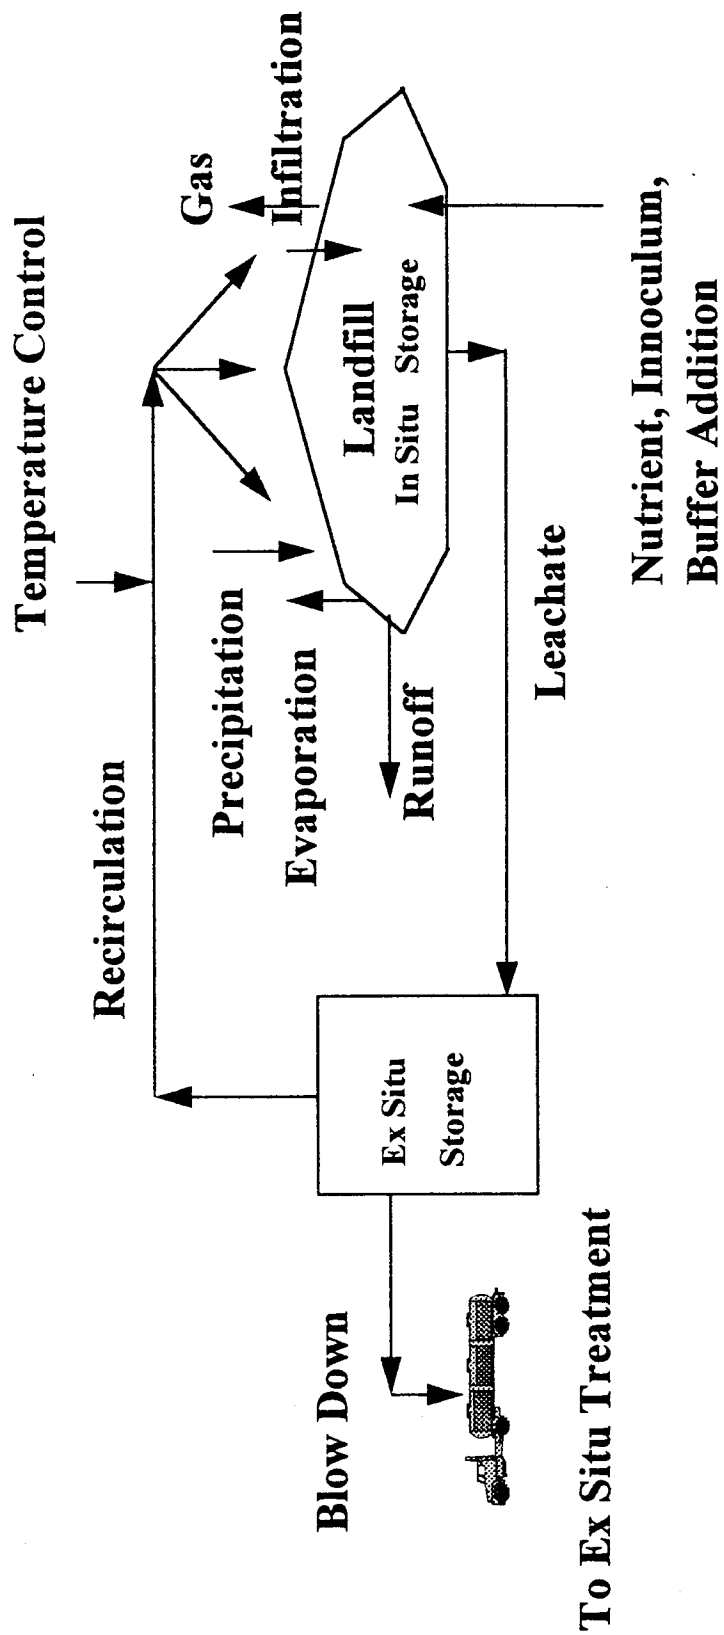 Temperature Control
Recirculation
Gas
Infiltration
Precipitation
Evaporation
Runoff
Landfill
In Situ Storage
Leachate
Nutrient, Innoculum,
Buffer Addition
Ex Situ
Storage
Blow Down
To Ex Situ Treatment